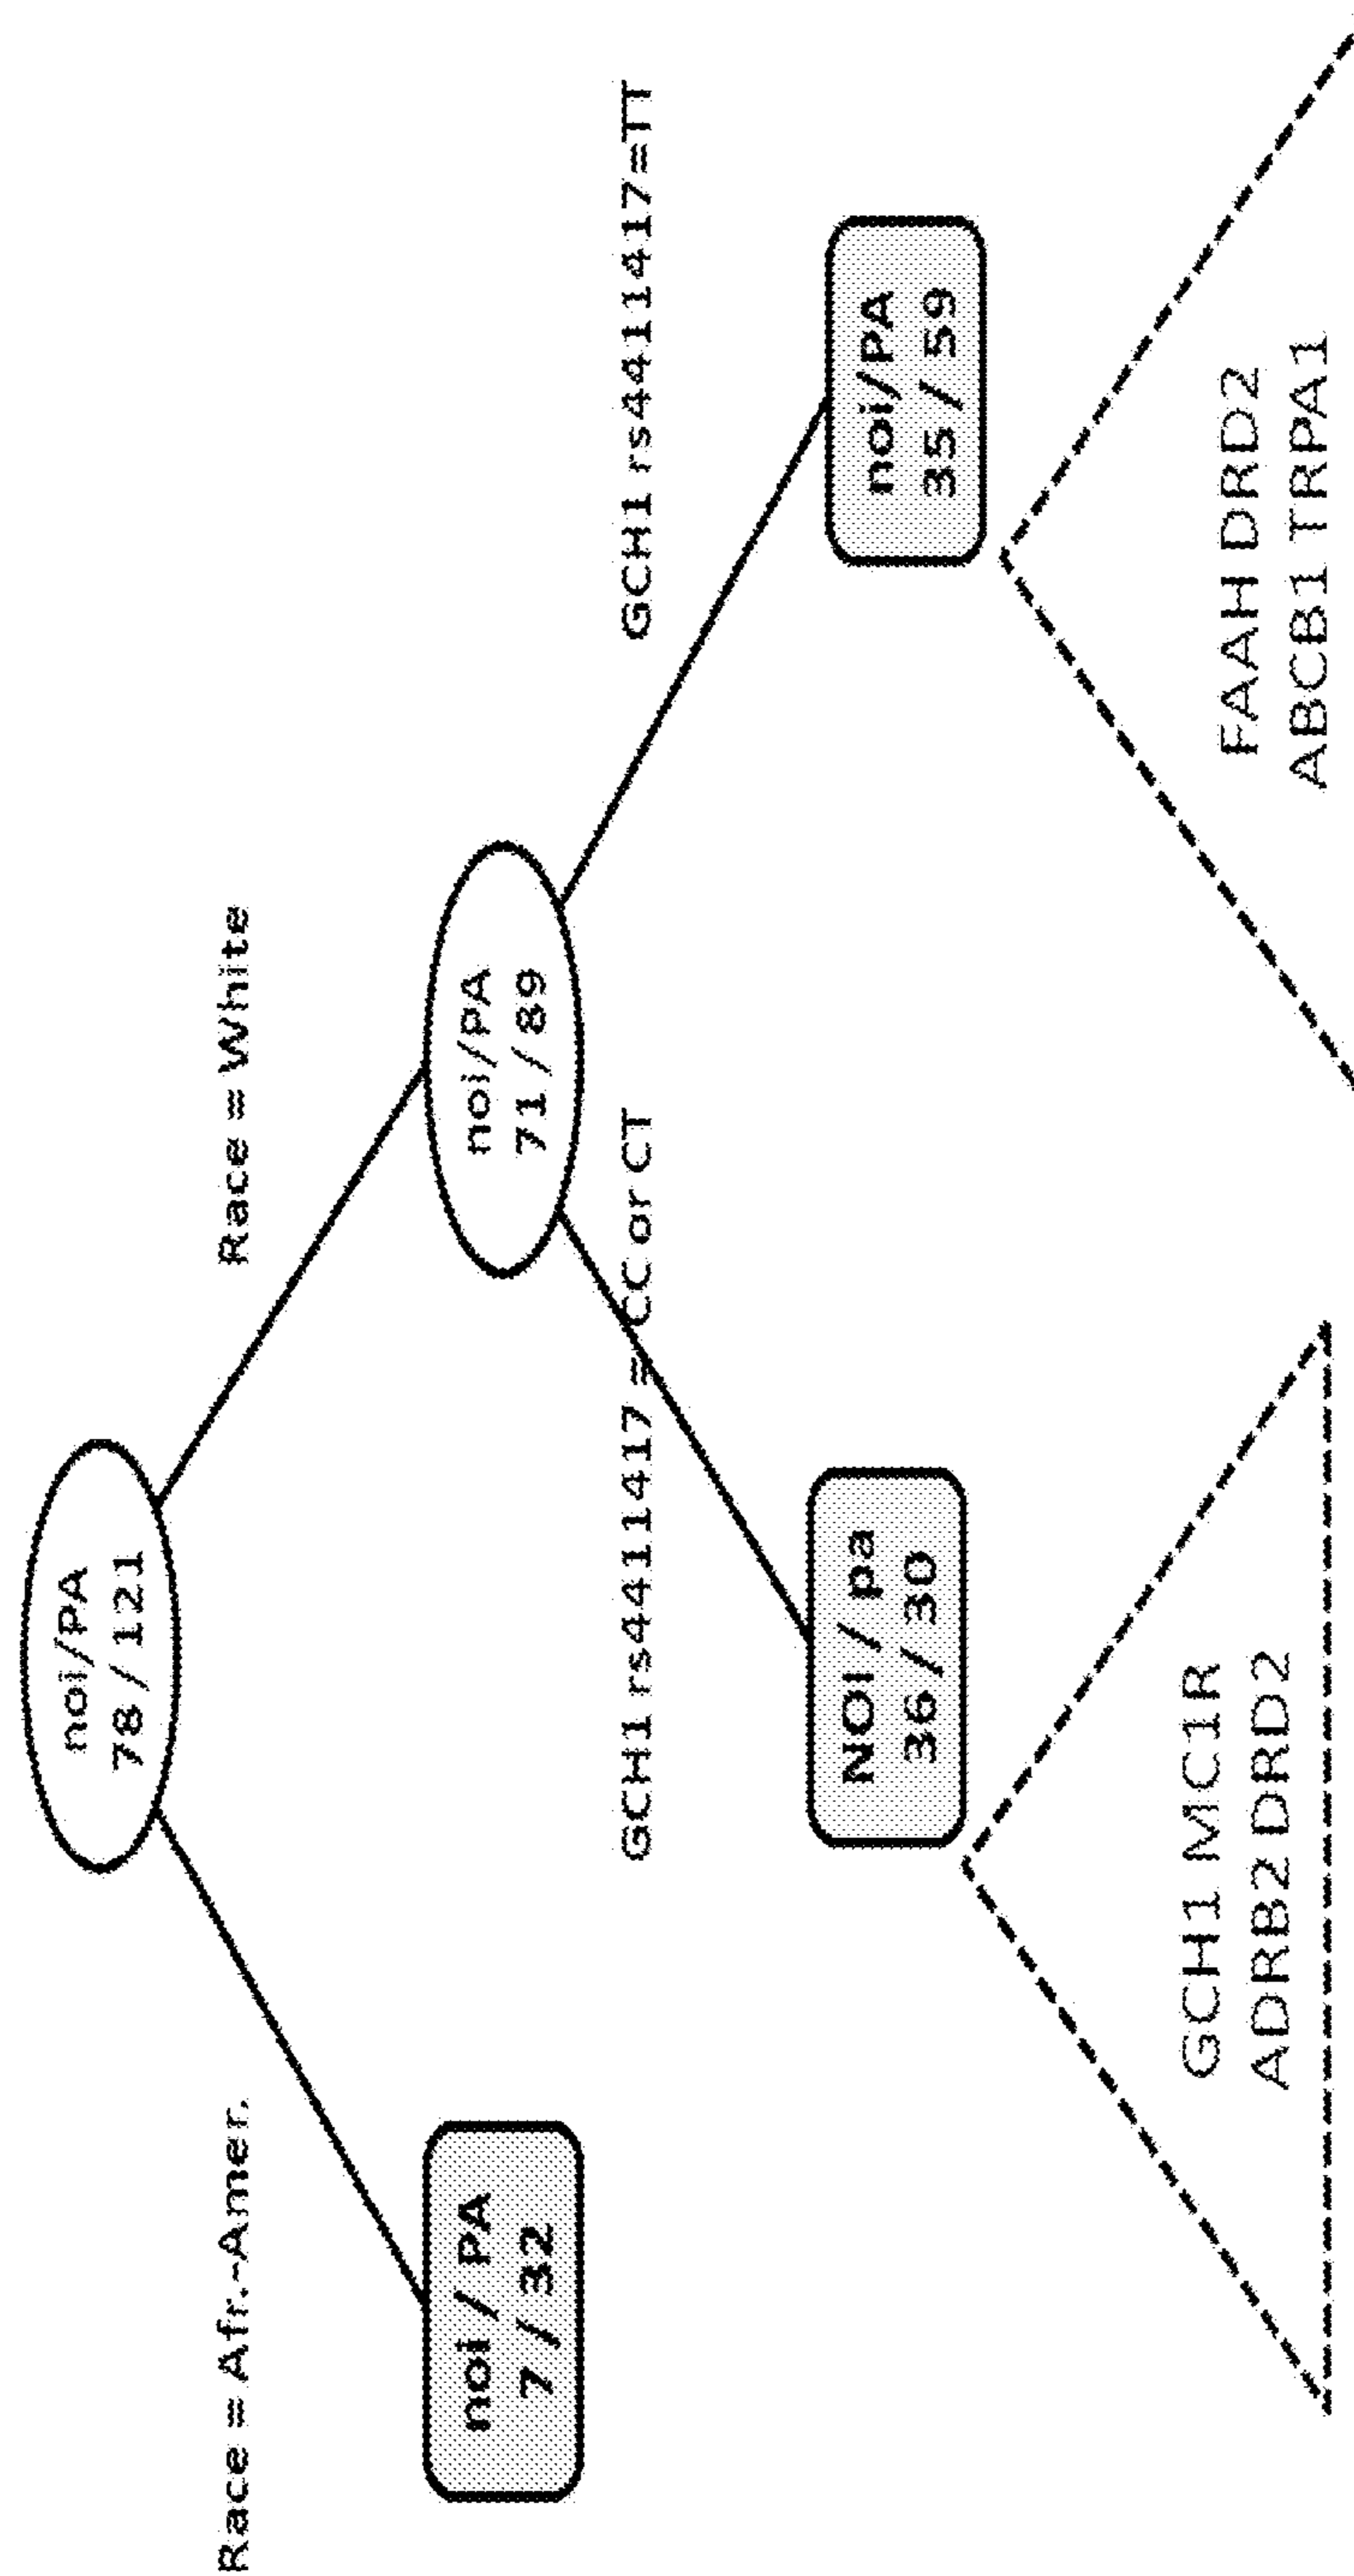 noi/PA
78 / 121
Race = Afr.-Amer.
Race = White
noi / PA
7 / 32
noi/PA
71 / 89
GCH1 rs4411417 = CC or CT
GCH1 rs4411417=TT
NOI / pa
36 / 30
noi/PA
35 / 59
GCH1 MC1R
ADRB2 DRD2
FAAH DRD2
ABCB1 TRPA1